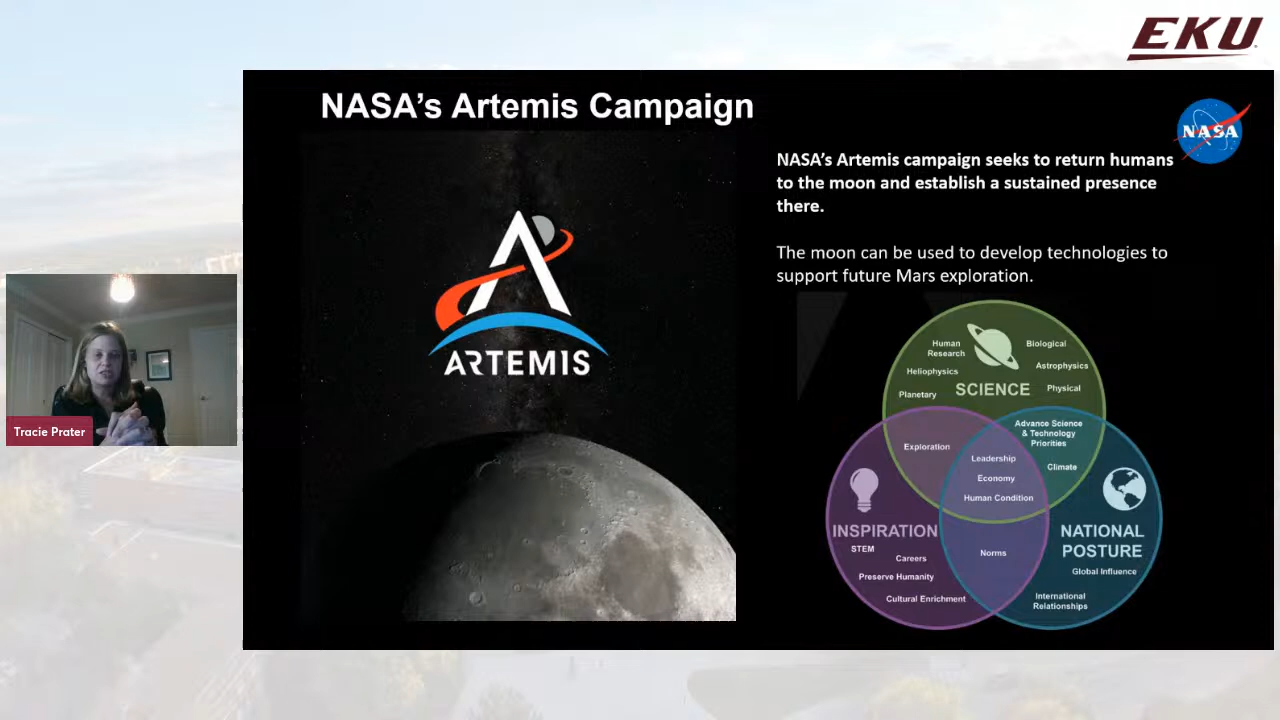 EKU
NASA's Artemis Campaign
NASA
NASA's Artemis campaign seeks to return humans
to the moon and establish a sustained presence
there.
The moon can be used to develop technologies to
support future Mars exploration.
ARTEMIS
Human
Research
Biological
Heliophysics
Astrophysics
Planetary
SCIENCE
Physical
Advance Science
& Technology
Priorities
Exploration
Leadership
Climate
Economy
Human Condition
INSPIRATION
STEM
Careers
Preserve Humanity
Cultural Enrichment
Norms
NATIONAL
POSTURE
Global Influence
International
Relationships
Tracie Prater